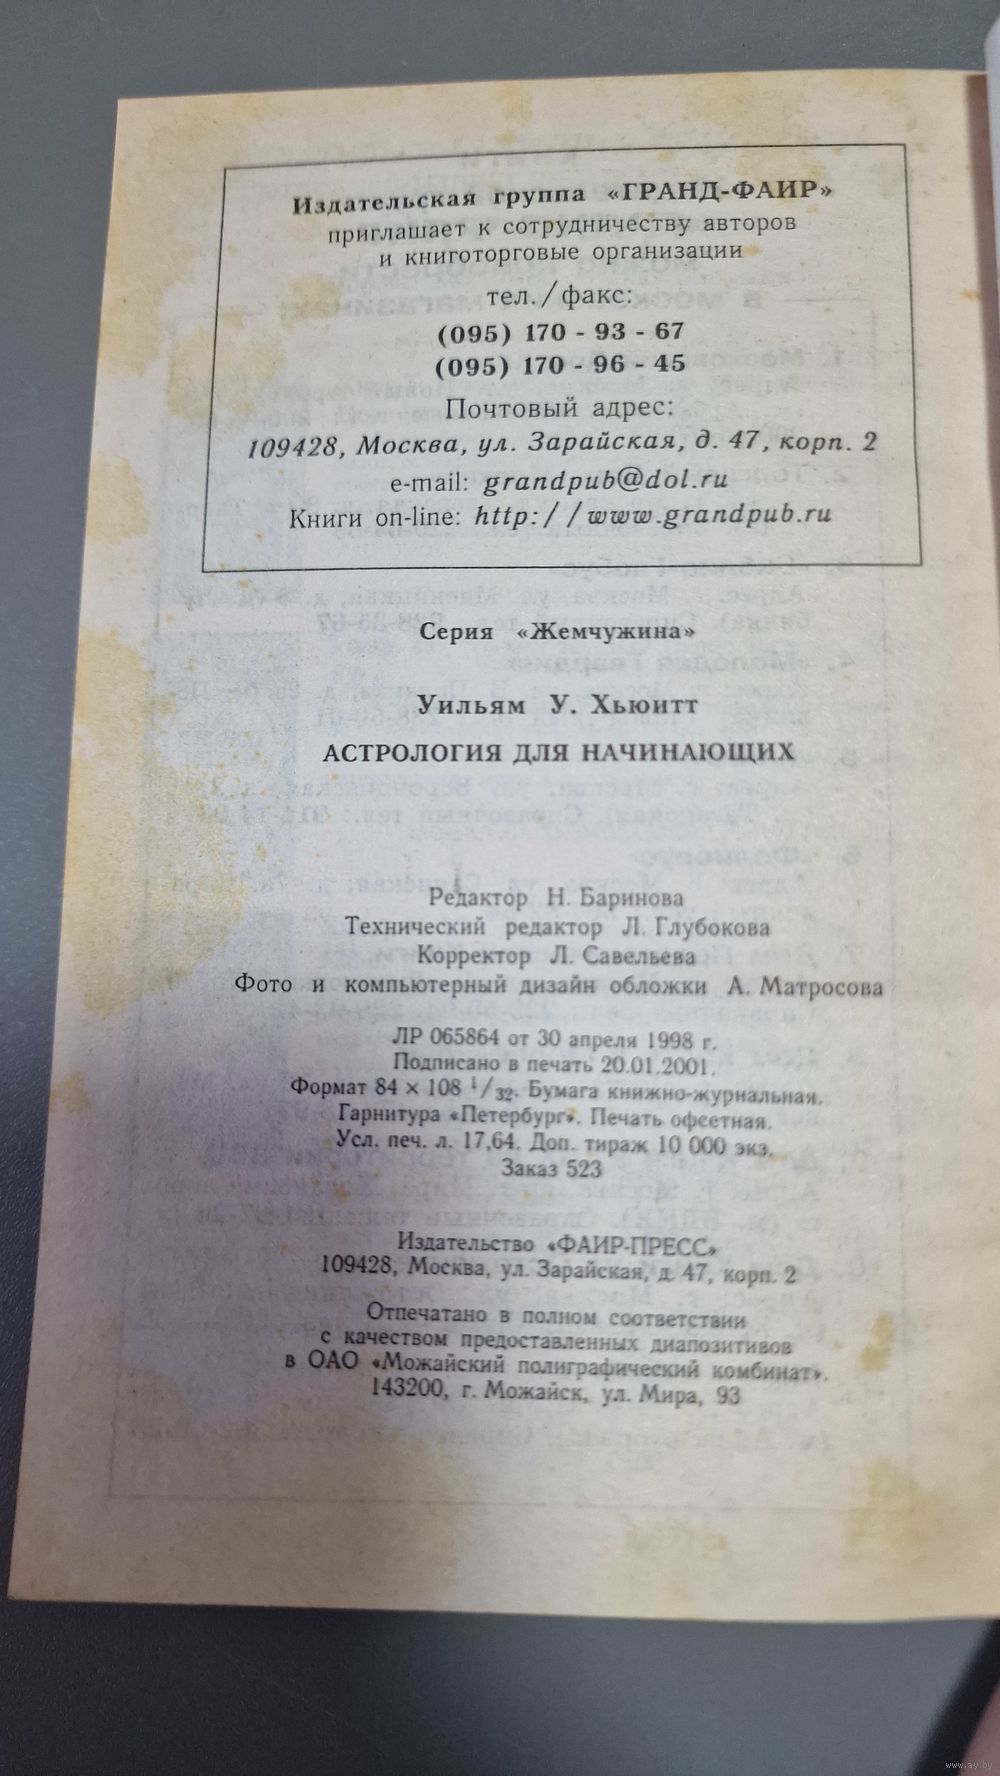 Издательская группа «ГРАНД-ФАИР»
приглашает к сотрудничеству авторов
и книготорговые организации
тел./факс:
(095) 170 - 93 - 67
(095) 170 - 96 - 45
Почтовый адрес:
109428, Москва, ул. Зарайская, д. 47, корп. 2
e-mail: grandpub@dol.ru
Книги on-line: http://www.grandpub.ru
Серия «Жемчужина»
Уильям У. Хьюитт
АСТРОЛОГИЯ ДЛЯ НАЧИНАЮЩИХ
Редактор Н. Баринова
Технический редактор Л. Глубокова
Корректор Л. Савельева
Фото и компьютерный дизайн обложки А. Матросова
ЛР 065864 от 30 апреля 1998 г.
Подписано в печать 20.01.2001.
Формат 84 × 108 1/32. Бумага книжно-журнальная.
Гарнитура «Петербург». Печать офсетная.
Усл. печ. л. 17,64. Доп. тираж 10 000 экз.
Заказ 523
Издательство «ФАИР-ПРЕСС»
109428, Москва, ул. Зарайская, д. 47, корп. 2
Отпечатано в полном соответствии
с качеством предоставленных диапозитивов
в ОАО «Можайский полиграфический комбинат».
143200, г. Можайск, ул. Мира, 93
www.ay.by